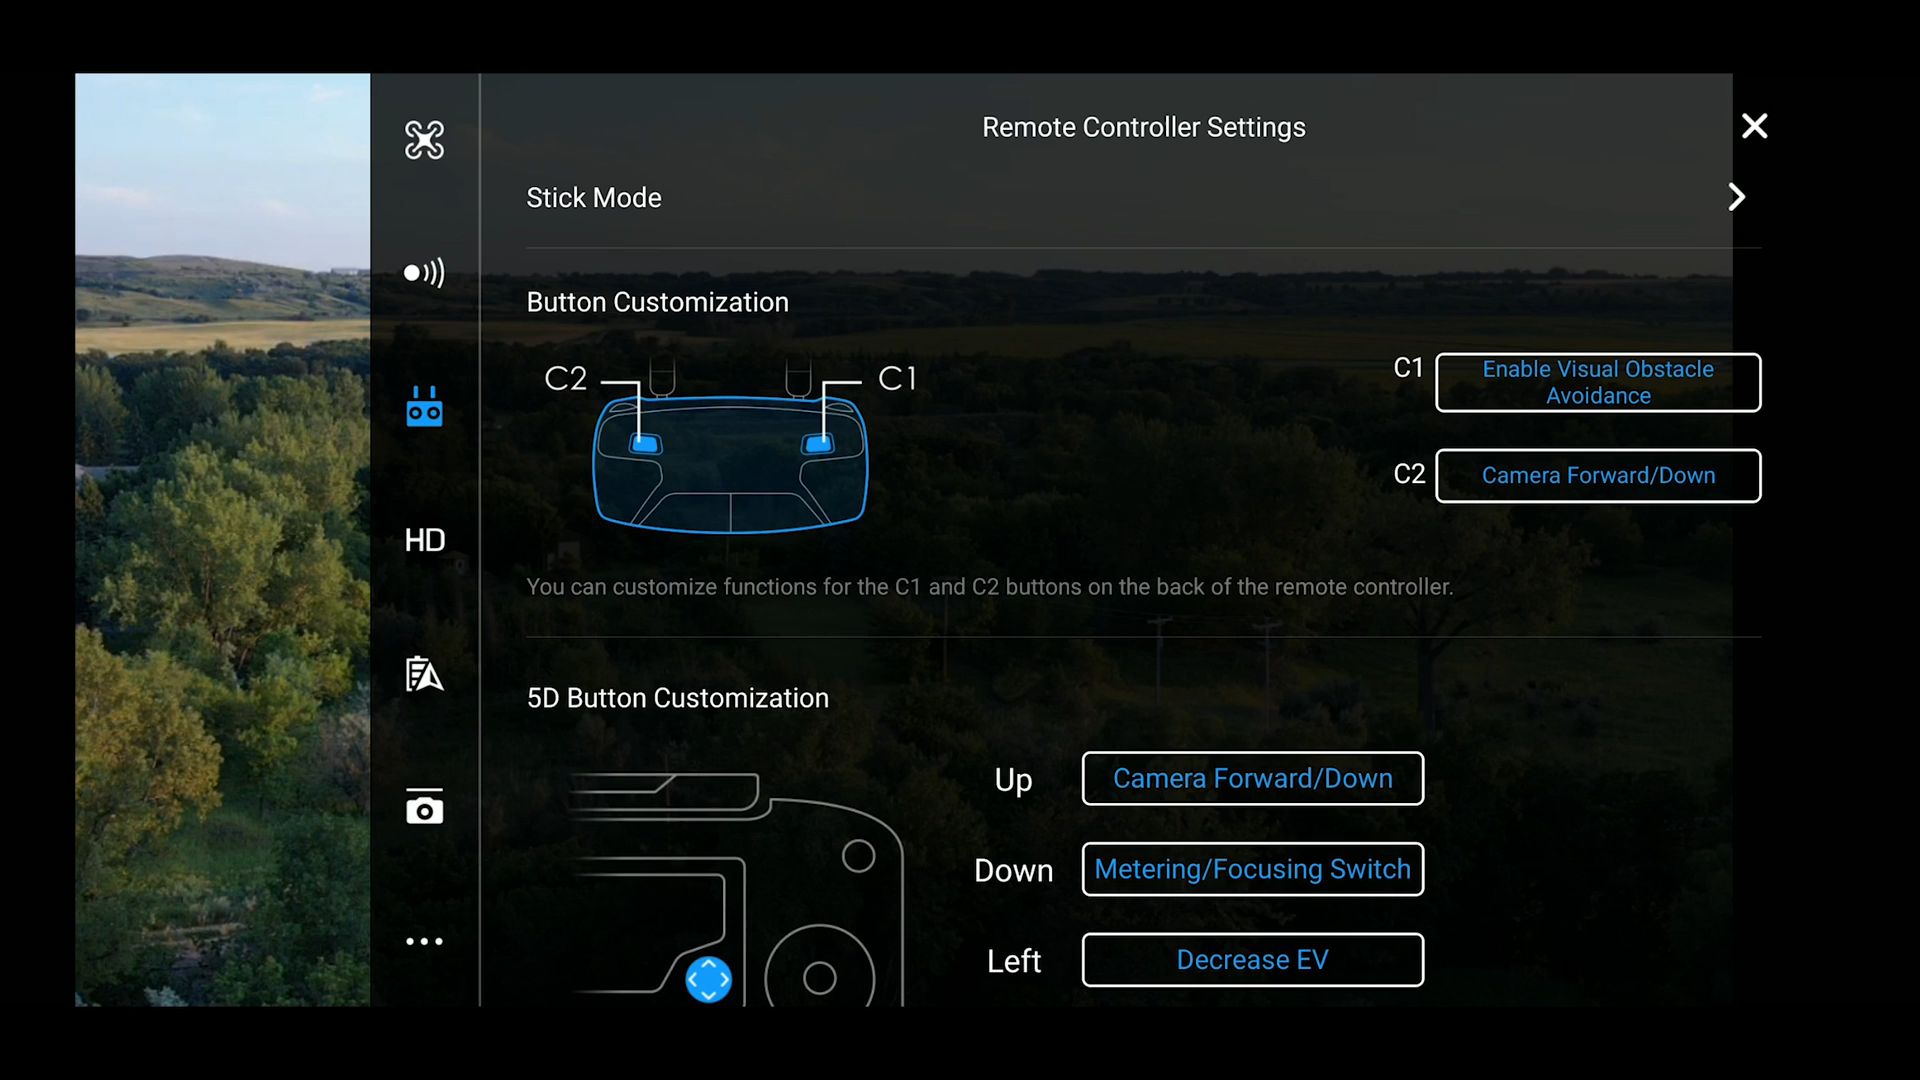 Remote Controller Settings
Stick Mode
Button Customization
C2
C1
C1
Enable Visual Obstacle
Avoidance
C2
Camera Forward/Down
HD
You can customize functions for the C1 and C2 buttons on the back of the remote controller.
5D Button Customization
Up
Camera Forward/Down
Down
Metering/Focusing Switch
Left
Decrease EV